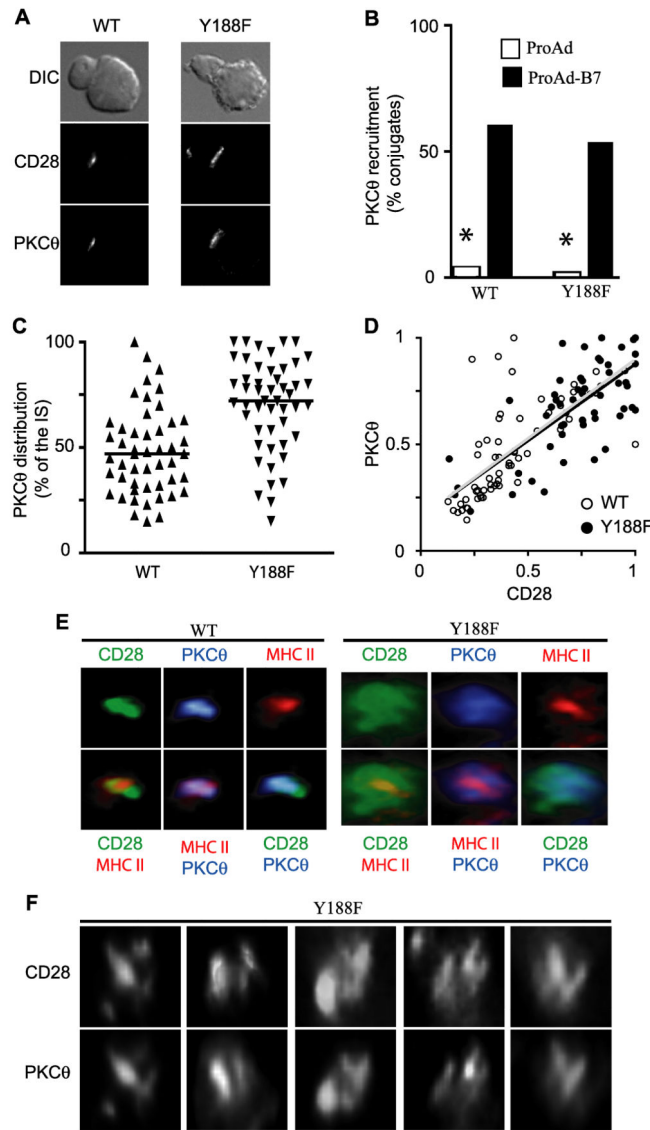 A
WT Y188F
DIC
CD28
PKCθ
B
ProAd
ProAd-B7
PKCθ recruitment
(% conjugates)
100
50
0
* *
WT Y188F
C
PKCθ distribution
(% of the IS)
100
50
0
WT Y188F
D
PKCθ
1
0.5
0
WT
Y188F
0 0.5 1
CD28
E
WT Y188F
CD28 PKCθ MHC II CD28 PKCθ MHC II
CD28 MHC II CD28 CD28 MHC II CD28
MHC II PKCθ PKCθ MHC II PKCθ PKCθ
F
Y188F
CD28
PKCθ